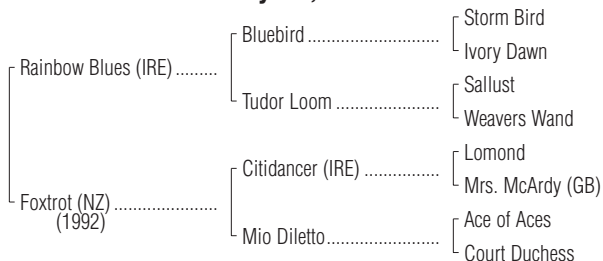 Storm Bird
Bluebird
Ivory Dawn
Rainbow Blues (IRE)
Sallust
Tudor Loom
Weavers Wand
Lomond
Citidancer (IRE)
Mrs. McArdy (GB)
Foxtrot (NZ)
(1992)
Ace of Aces
Mio Diletto
Court Duchess